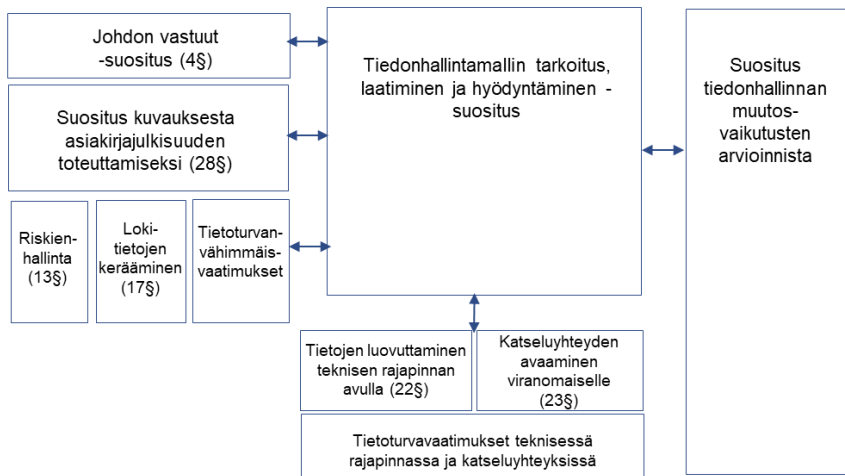 Johdon vastuut
-suositus (4§)
Suositus kuvauksesta
asiakirjajulkisuuden
toteuttamiseksi (28§)
Riskien-
hallinta
(13§)
Loki-
tietojen
kerääminen
(17§)
Tietoturvan-
vähimmäis-
vaatimukset
Tiedonhallintamallin tarkoitus,
laatiminen ja hyödyntäminen -
suositus
Tietojen luovuttaminen
teknisen rajapinnan
avulla (22§)
Katseluyhteyden
avaaminen
viranomaiselle
(23§)
Tietoturvavaatimukset teknisessä
rajapinnassa ja katseluyhteyksissä
Suositus
tiedonhallinnan
muutos-
vaikutusten
arvioinnista